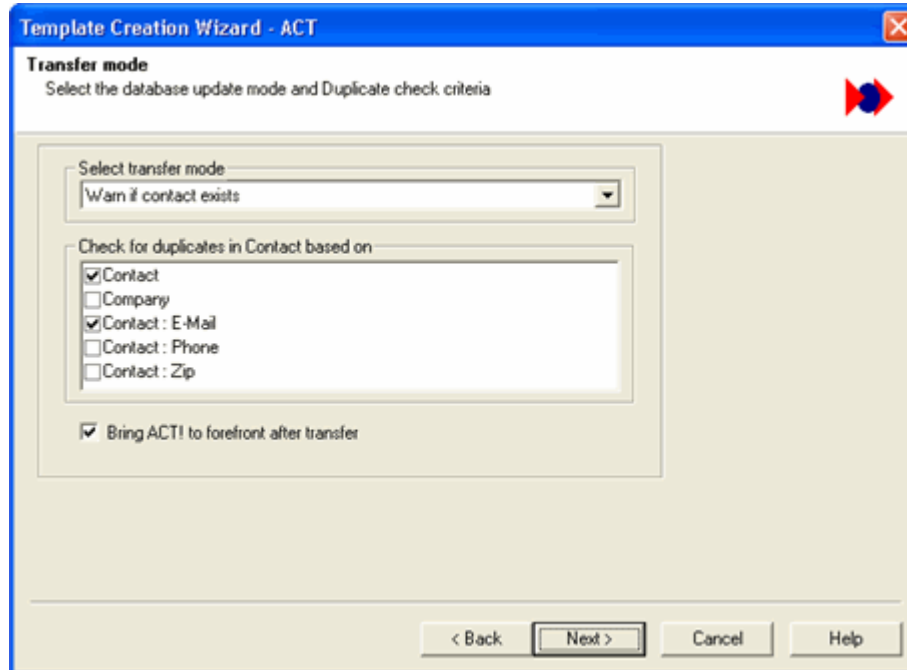 Template Creation Wizard - ACT
Transfer mode
Select the database update mode and Duplicate check criteria
Select transfer mode
Warn if contact exists
Check for duplicates in Contact based on
Contact
Company
Contact : E-Mail
Contact : Phone
Contact : Zip
Bring ACT! to forefront after transfer
< Back Next > Cancel Help